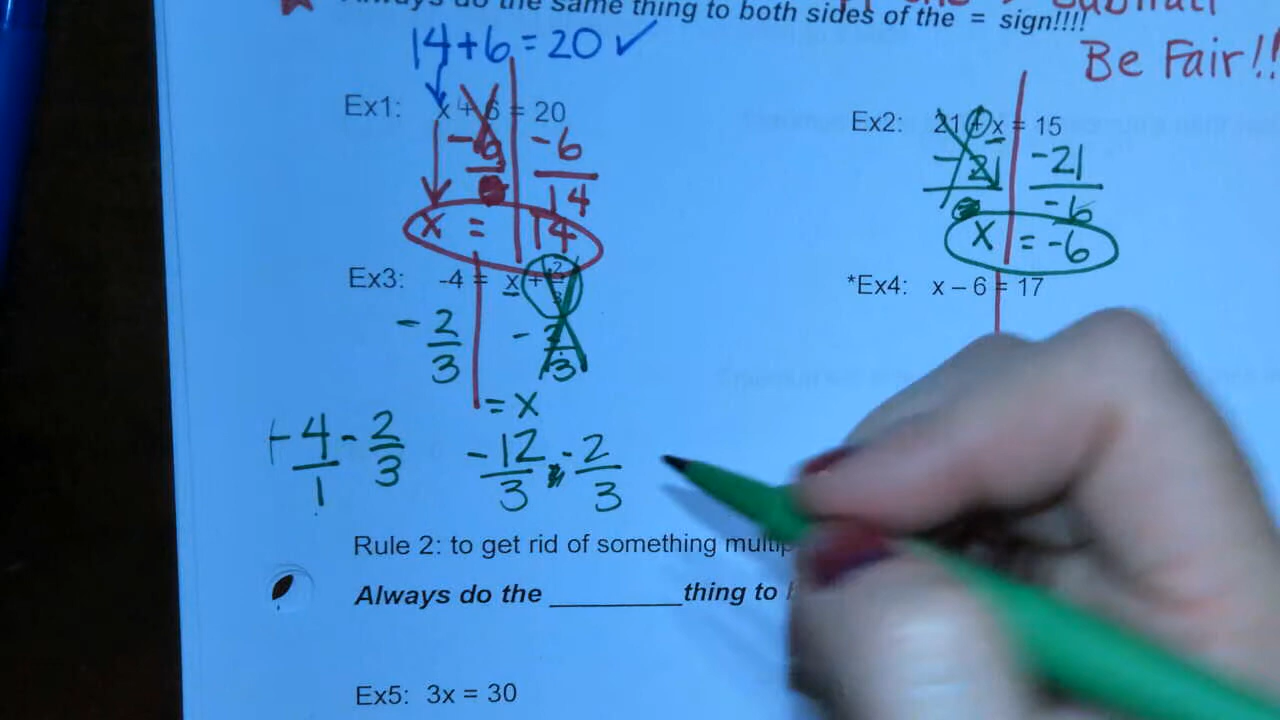 do the same thing to both sides of the = sign!!!!
Be Fair!!
14+6=20 ✓
Ex1: x + 6 = 20
-6 -6
14
x = 14
Ex2: 21 + x = 15
-21 -21
-6
x = -6
Ex3: -4 = x + 2/3
- 2/3 - 2/3
= x
-4/1 - 2/3 -12/3 - 2/3
*Ex4: x – 6 = 17
Rule 2: to get rid of something
Always do the ________ thing to
Ex5: 3x = 30